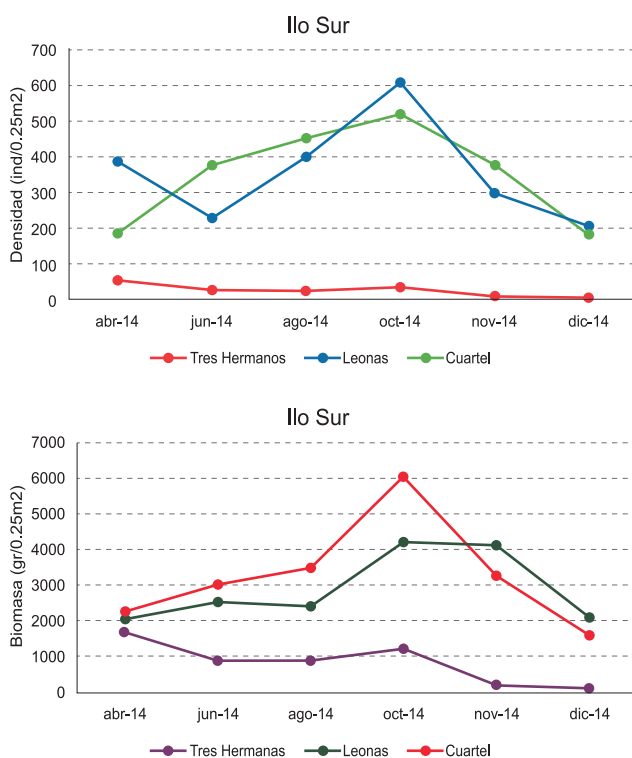 Ilo Sur
Densidad (ind/0.25m2)
700
600
500
400
300
200
100
0
abr-14 jun-14 ago-14 oct-14 nov-14 dic-14
Tres Hermanos Leonas Cuartel
Ilo Sur
Biomasa (gr/0.25m2)
7000
6000
5000
4000
3000
2000
1000
0
abr-14 jun-14 ago-14 oct-14 nov-14 dic-14
Tres Hermanas Leonas Cuartel